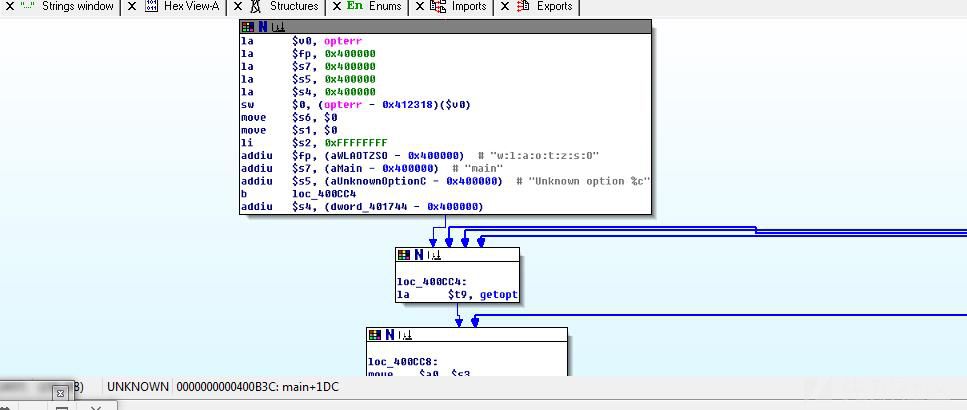 Strings window Hex View-A Structures En Enums Imports Exports
la $v0, opterr
la $fp, 0x400000
la $s7, 0x400000
la $s5, 0x400000
la $s4, 0x400000
sw $0, (opterr - 0x412318)($v0)
move $s6, $0
move $s1, $0
li $s2, 0xFFFFFFFF
addiu $fp, (aWLAOTZSO - 0x400000) # "w:l:a:o:t:z:s:O"
addiu $s7, (aMain - 0x400000) # "main"
addiu $s5, (aUnknownOptionC - 0x400000) # "Unknown option %c"
b loc_400CC4
addiu $s4, (dword_401744 - 0x400000)
loc_400CC4:
la $t9, getopt
loc_400CC8:
move $a0, $s3
UNKNOWN 0000000000400B3C: main+1DC